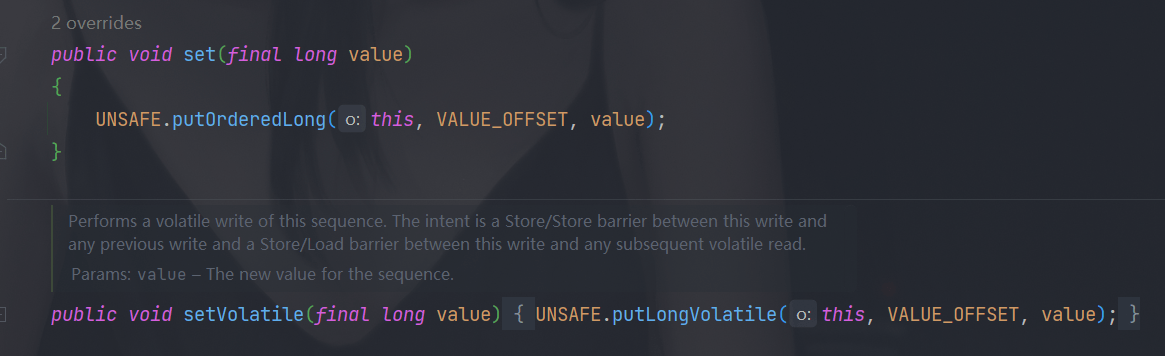 2 overrides
public void set(final long value)
{
UNSAFE.putOrderedLong( o: this, VALUE_OFFSET, value);
}
Performs a volatile write of this sequence. The intent is a Store/Store barrier between this write and
any previous write and a Store/Load barrier between this write and any subsequent volatile read.
Params: value – The new value for the sequence.
public void setVolatile(final long value) { UNSAFE.putLongVolatile( o: this, VALUE_OFFSET, value); }